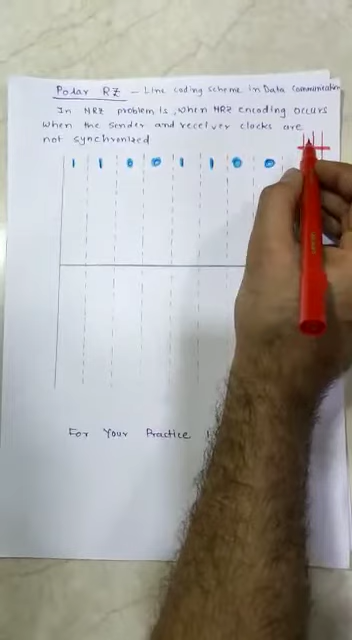 Polar RZ - Line coding scheme in Data Communication
In NRZ problem is, when NRZ encoding occurs
when the sender and receiver clocks are
not synchronized
1 1 0 0 1 1 0 0
For Your Practice